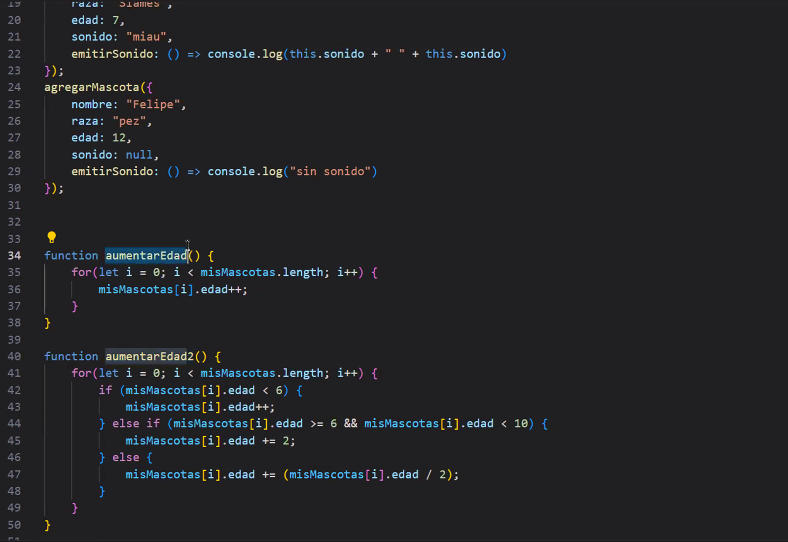 19 raza: "Siames",
20 edad: 7,
21 sonido: "miau",
22 emitirSonido: () => console.log(this.sonido + " " + this.sonido)
23 });
24 agregarMascota({
25 nombre: "Felipe",
26 raza: "pez",
27 edad: 12,
28 sonido: null,
29 emitirSonido: () => console.log("sin sonido")
30 });
31
32
33
34 function aumentarEdad() {
35 for(let i = 0; i < misMascotas.length; i++) {
36 misMascotas[i].edad++;
37 }
38 }
39
40 function aumentarEdad2() {
41 for(let i = 0; i < misMascotas.length; i++) {
42 if (misMascotas[i].edad < 6) {
43 misMascotas[i].edad++;
44 } else if (misMascotas[i].edad >= 6 && misMascotas[i].edad < 10) {
45 misMascotas[i].edad += 2;
46 } else {
47 misMascotas[i].edad += (misMascotas[i].edad / 2);
48 }
49 }
50 }